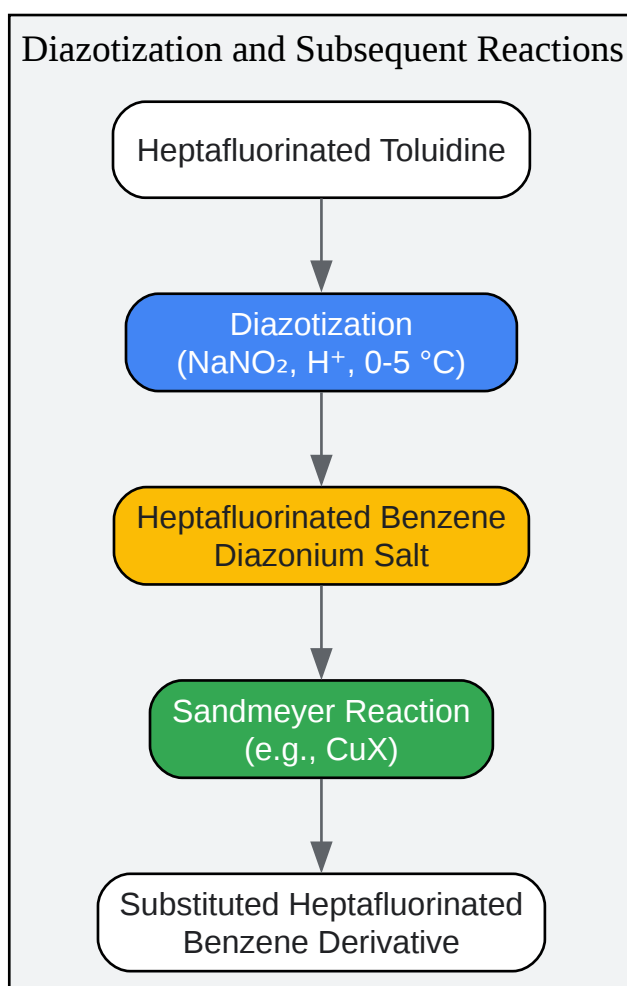 Diazotization and Subsequent Reactions
Heptafluorinated Toluidine
Diazotization
(NaNO₂, H⁺, 0-5 °C)
Heptafluorinated Benzene
Diazonium Salt
Sandmeyer Reaction
(e.g., CuX)
Substituted Heptafluorinated
Benzene Derivative